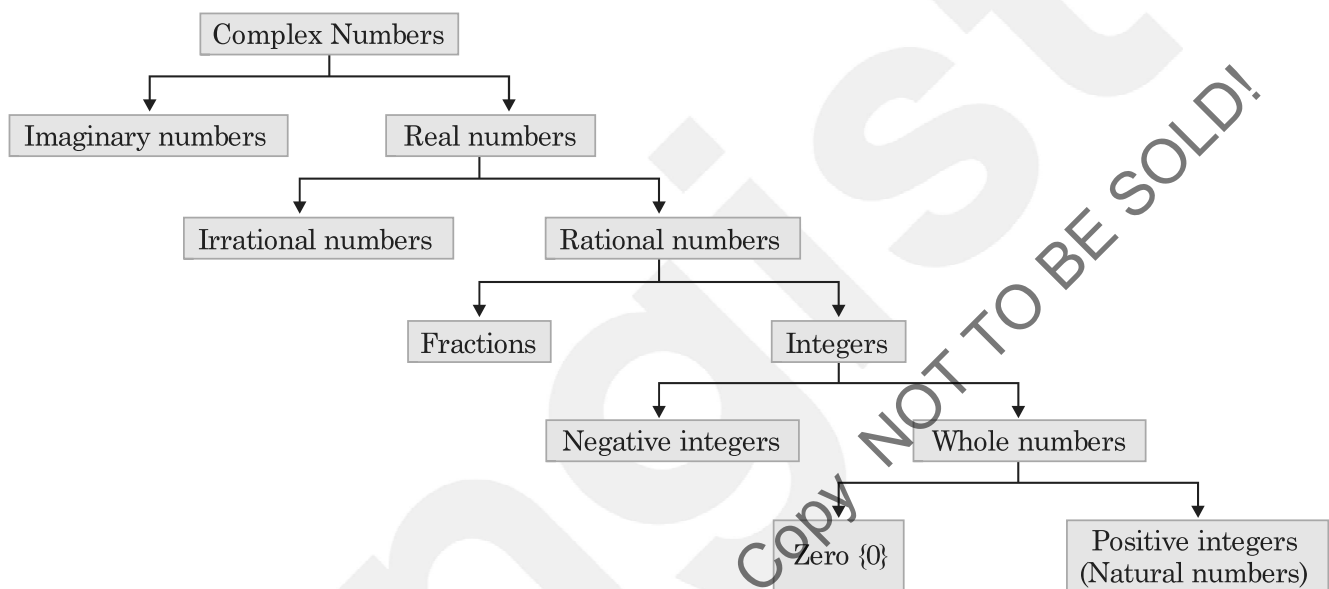 Complex Numbers
Imaginary numbers
Real numbers
Irrational numbers
Rational numbers
Fractions
Integers
Negative integers
Whole numbers
Zero {0}
Positive integers
(Natural numbers)
Copy NOT TO BE SOLD!